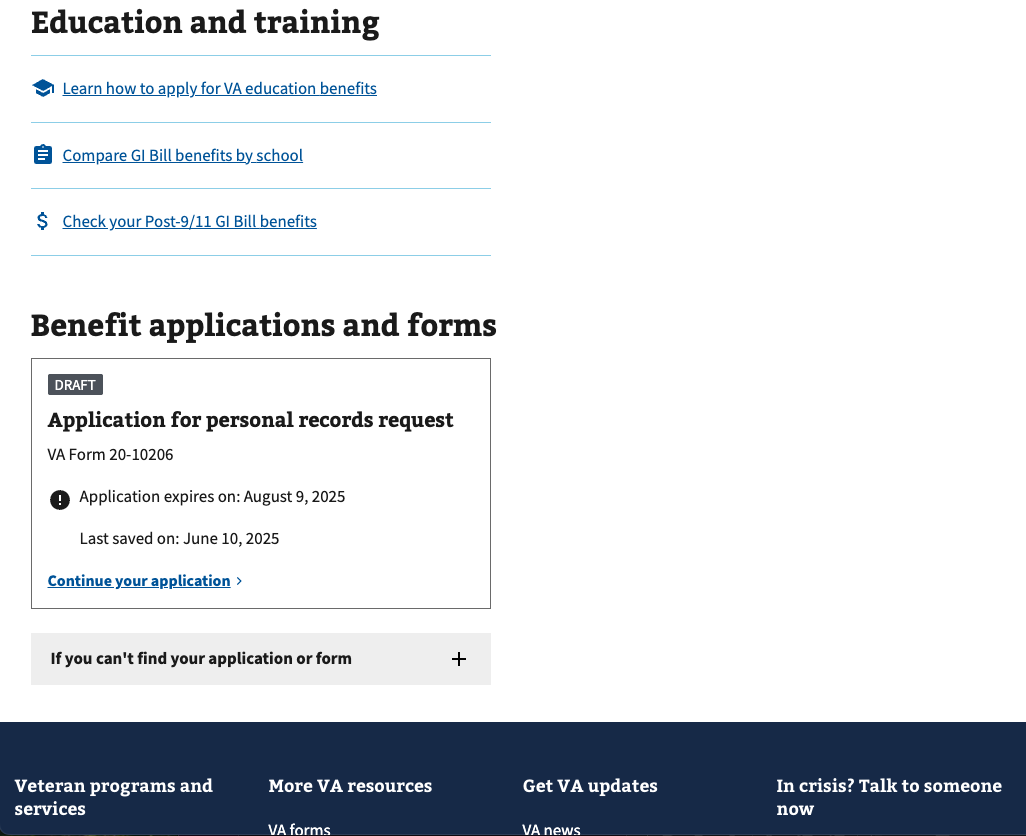 Education and training
Learn how to apply for VA education benefits
Compare GI Bill benefits by school
Check your Post-9/11 GI Bill benefits
Benefit applications and forms
DRAFT
Application for personal records request
VA Form 20-10206
Application expires on: August 9, 2025
Last saved on: June 10, 2025
Continue your application
If you can't find your application or form
Veteran programs and
services
More VA resources
VA forms
Get VA updates
VA news
In crisis? Talk to someone
now